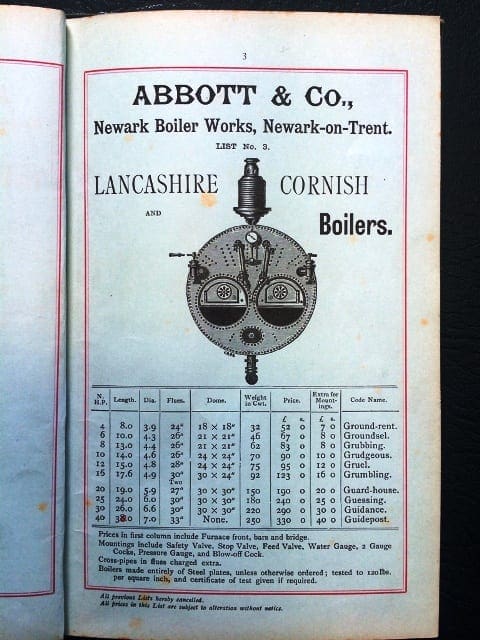 3
ABBOTT & Co.,
Newark Boiler Works, Newark-on-Trent.
LIST No. 3.
LANCASHIRE CORNISH
AND
Boilers.
N. H.P. Length. Dia. Flues. Dome. Weight in Cwt. Price. Extra for Mountings. Code Name.
£ s. £ s.
4 8.0 3.9 24" 18 × 18" 32 52 0 7 0 Ground-rent.
6 10.0 4.3 26" 21 × 21" 46 67 0 8 0 Groundsel.
8 13.0 4.4 26" 21 × 21" 62 83 0 8 0 Grubbing.
10 14.0 4.6 26" 24 × 24" 70 90 0 10 0 Grudgeous.
12 15.0 4.8 28" 24 × 24" 75 95 0 12 0 Gruel.
16 17.6 4.9 30" 30 × 24" 92 123 0 16 0 Grumbling.
Two
20 19.0 5.9 27" 30 × 30" 150 190 0 20 0 Guard-house.
25 24.0 6.0 30" 30 × 30" 180 240 0 25 0 Guessing.
30 26.0 6.6 30" 30 × 30" 220 290 0 30 0 Guidance.
40 0 7.0 33" None. 250 330 0 40 0 Guidepost.
Prices in first column include Furnace front, bars and bridge.
Mountings Include Safety Valve, Stop Valve, Feed Valve, Water Gauge, 2 Gauge
Cocks, Pressure Gauge, and Blow-off Cock.
Cross-pipes in flues charged extra.
Boilers made entirely of Steel plates, unless otherwise ordered; tested to 120lbs.
per square inch, and certificate of test given if required.
All previous Lists hereby cancelled.
All prices in this List are subject to alteration without notice.